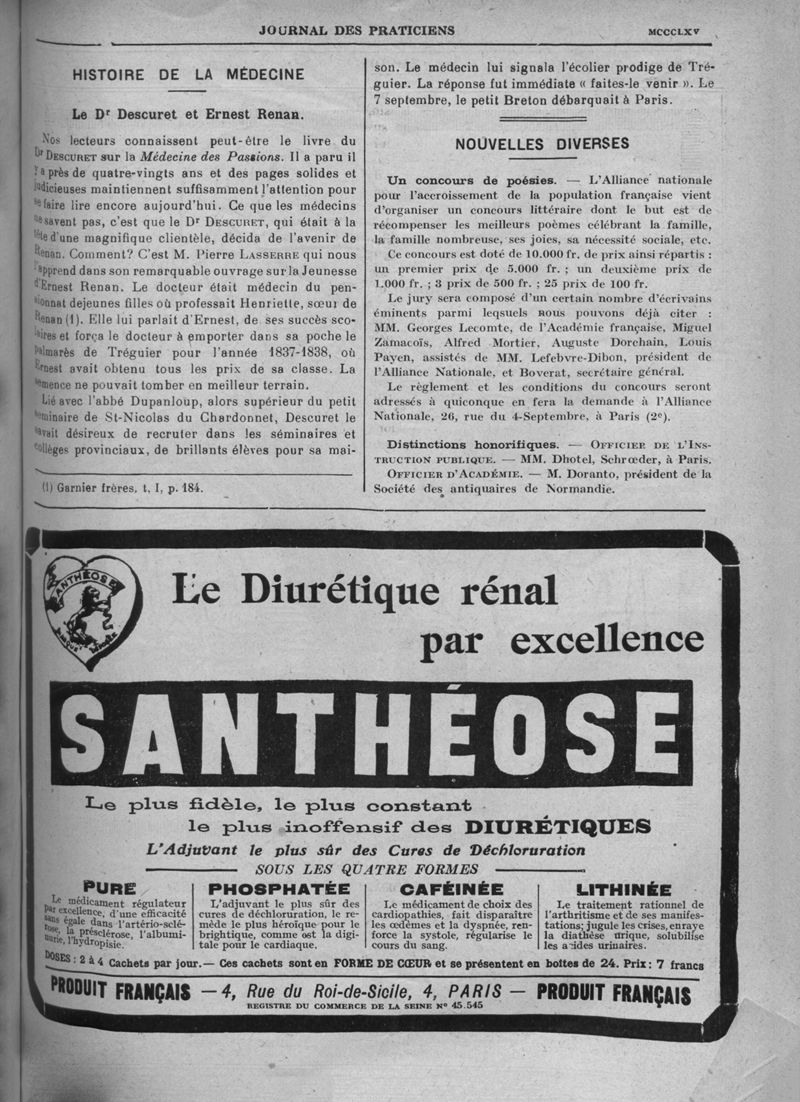 JOURNAL DES PRATICIENS
MCCCLXV
HISTOIRE DE LA MÉDECINE
Le Dr Descuret et Ernest Renan.
Nos lecteurs connaissent peut-être le livre du
Dr DESCURET sur la Médecine des Passions. Il a paru il
y a près de quatre-vingts ans et des pages solides et
judicieuses maintiennent suffisamment l'attention pour
se faire lire encore aujourd'hui. Ce que les médecins
ne savent pas, c'est que le Dr DESCURET, qui était à la
tête d'une magnifique clientèle, décida de l'avenir de
Renan. Comment? C'est M. Pierre LASSERRE qui nous
l'apprend dans son remarquable ouvrage sur la Jeunesse
d'Ernest Renan. Le docteur était médecin du pen-
sionnat dejeunes filles où professait Henriette, sœur de
Renan (1). Elle lui parlait d'Ernest, de ses succès sco-
laires et força le docteur à emporter dans sa poche le
palmarès de Tréguier pour l'année 1837-1838, où
Ernest avait obtenu tous les prix de sa classe. La
semence ne pouvait tomber en meilleur terrain.
Lié avec l'abbé Dupanloup, alors supérieur du petit
séminaire de St-Nicolas du Chardonnet, Descuret le
savait désireux de recruter dans les séminaires et
collèges provinciaux, de brillants élèves pour sa mai-
(1) Garnier frères, t. I, p. 184.
son. Le médecin lui signala l'écolier prodige de Tré-
guier. La réponse fut immédiate « faites-le venir ». Le
7 septembre, le petit Breton débarquait à Paris.
NOUVELLES DIVERSES
Un concours de poésies. — L'Alliance nationale
pour l'accroissement de la population française vient
d'organiser un concours littéraire dont le but est de
récompenser les meilleurs poèmes célébrant la famille,
la famille nombreuse, ses joies, sa nécessité sociale, etc.
Ce concours est doté de 10.000 fr. de prix ainsi répartis :
un premier prix de 5.000 fr. ; un deuxième prix de
1.000 fr. ; 3 prix de 500 fr. ; 25 prix de 100 fr.
Le jury sera composé d'un certain nombre d'écrivains
éminents parmi leqsuels nous pouvons déjà citer :
MM. Georges Lecomte, de l'Académie française, Miguel
Zamacoïs, Alfred Mortier, Auguste Dorchain, Louis
Payen, assistés de MM. Lefebvre-Dibon, président de
l'Alliance Nationale, et Boverat, secrétaire général.
Le règlement et les conditions du concours seront
adressés à quiconque en fera la demande à l'Alliance
Nationale, 26, rue du 4-Septembre, à Paris (2e).
Distinctions honorifiques. — OFFICIER DE L'INS-
TRUCTION PUBLIQUE. — MM. Dhotel, Schrœder, à Paris.
OFFICIER D'ACADÉMIE. — M. Doranto, président de la
Société des antiquaires de Normandie.
SANTHÉOSE
Le Diurétique rénal
par excellence
SANTHÉOSE
Le plus fidèle, le plus constant
le plus inoffensif des DIURÉTIQUES
L'Adjuvant le plus sûr des Cures de Déchloruration
SOUS LES QUATRE FORMES
PURE
Le médicament régulateur
par excellence, d'une efficacité
sans égale dans l'artério-sclé-
rose, la présclérose, l'albumi-
nurie, l'hydropisie.
PHOSPHATÉE
L'adjuvant le plus sûr des
cures de déchloruration, le re-
mède le plus héroïque pour le
brightique, comme est la digi-
tale pour le cardiaque.
CAFÉINÉE
Le médicament de choix des
cardiopathies, fait disparaître
les œdèmes et la dyspnée, ren-
force la systole, régularise le
cours du sang.
LITHINÉE
Le traitement rationnel de
l'arthritisme et de ses manifes-
tations; jugule les crises, enraye
la diathèse urique, solubilise
les acides urinaires.
DOSES : 2 à 4 Cachets par jour. — Ces cachets sont en FORME DE CŒUR et se présentent en boîtes de 24. Prix : 7 francs
PRODUIT FRANÇAIS — 4, Rue du Roi-de-Sicile, 4, PARIS — PRODUIT FRANÇAIS
REGISTRE DU COMMERCE DE LA SEINE No 45.545